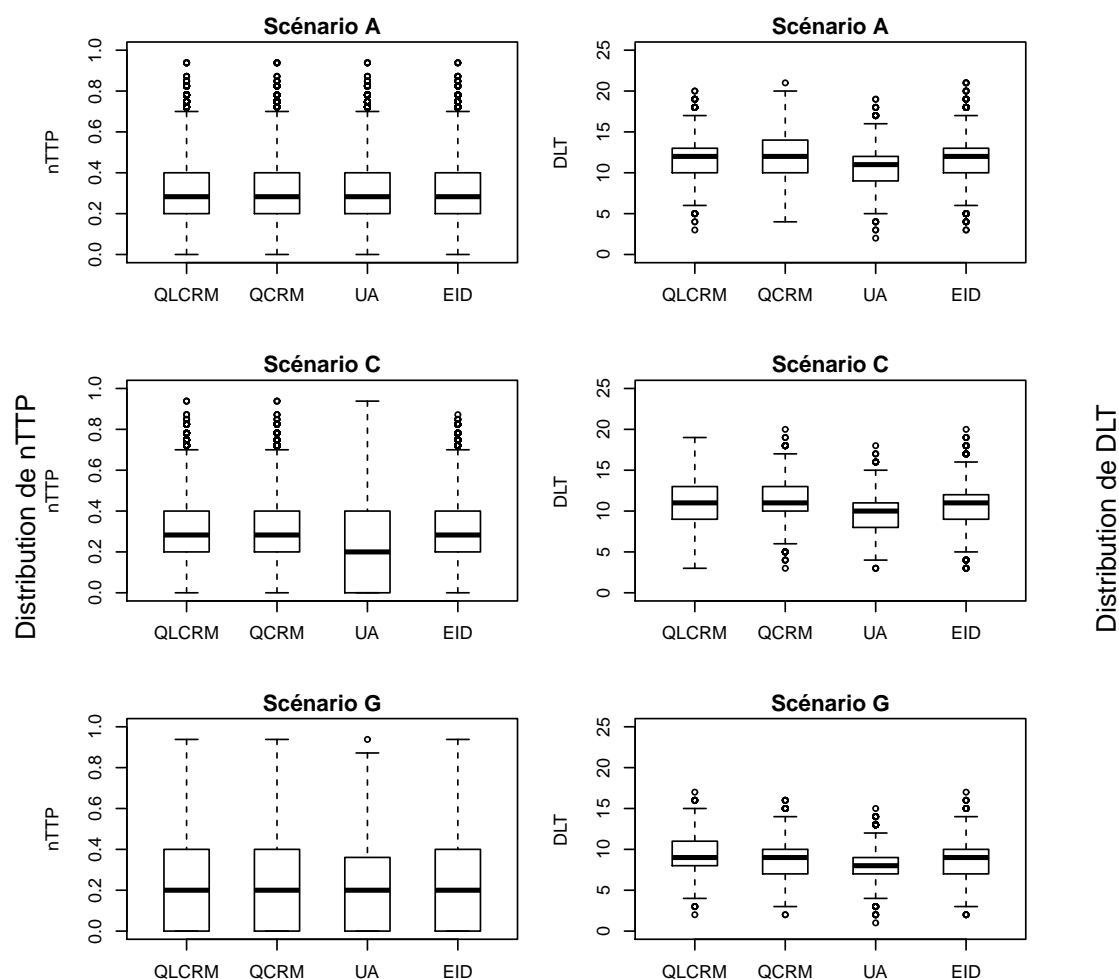 Scénario A
nTTP
0.0 0.2 0.4 0.6 0.8 1.0
QLCRM QCRM UA EID
Scénario A
DLT
0 5 10 15 20 25
QLCRM QCRM UA EID
Distribution de nTTP
Scénario C
nTTP
0.0 0.2 0.4 0.6 0.8 1.0
QLCRM QCRM UA EID
Scénario C
DLT
0 5 10 15 20 25
QLCRM QCRM UA EID
Distribution de DLT
Scénario G
nTTP
0.0 0.2 0.4 0.6 0.8 1.0
QLCRM QCRM UA EID
Scénario G
DLT
0 5 10 15 20 25
QLCRM QCRM UA EID